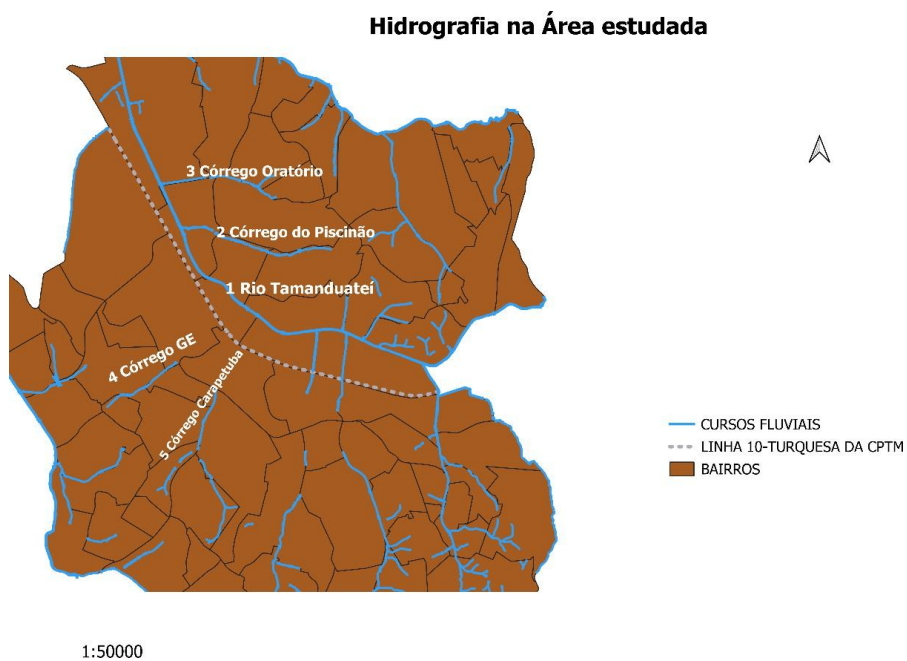 Hidrografia na Área estudada
3 Córrego Oratório
2 Córrego do Piscinão
1 Rio Tamanduateí
4 Córrego GE
5 Córrego Carapetuba
CURSOS FLUVIAIS
LINHA 10-TURQUESA DA CPTM
BAIRROS
1:50000